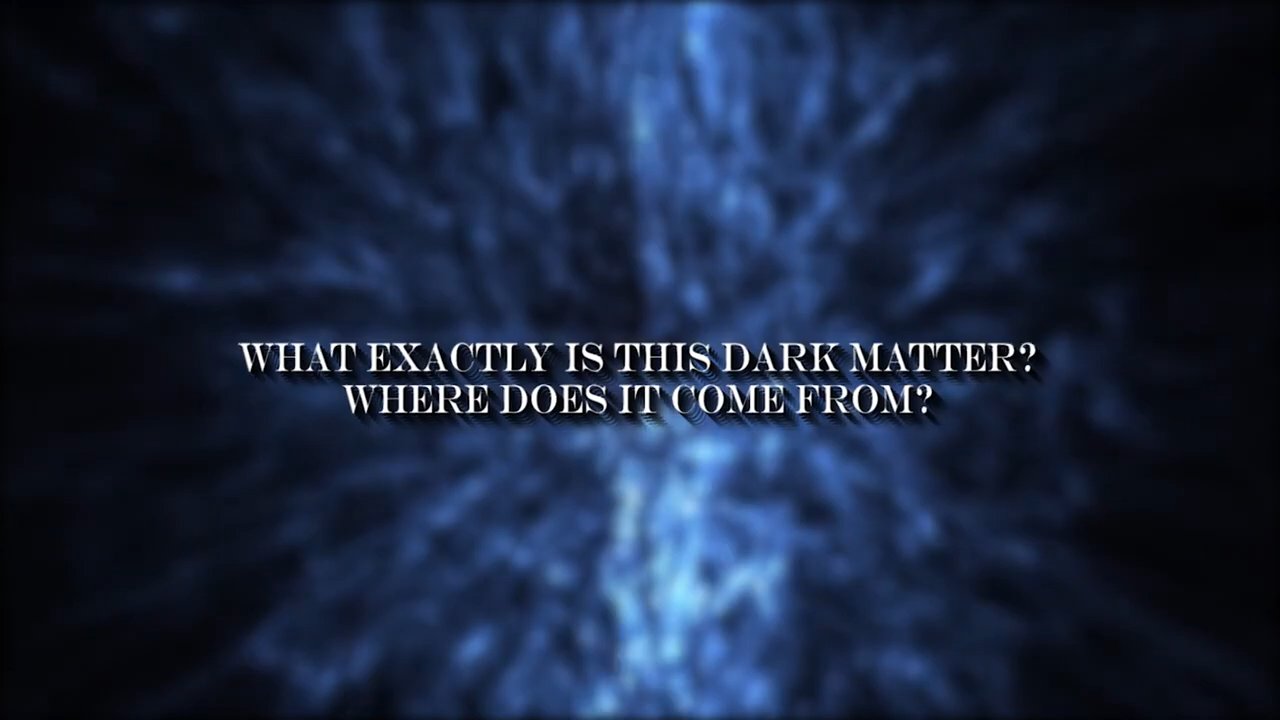 WHAT EXACTLY IS THIS DARK MATTER?
WHERE DOES IT COME FROM?